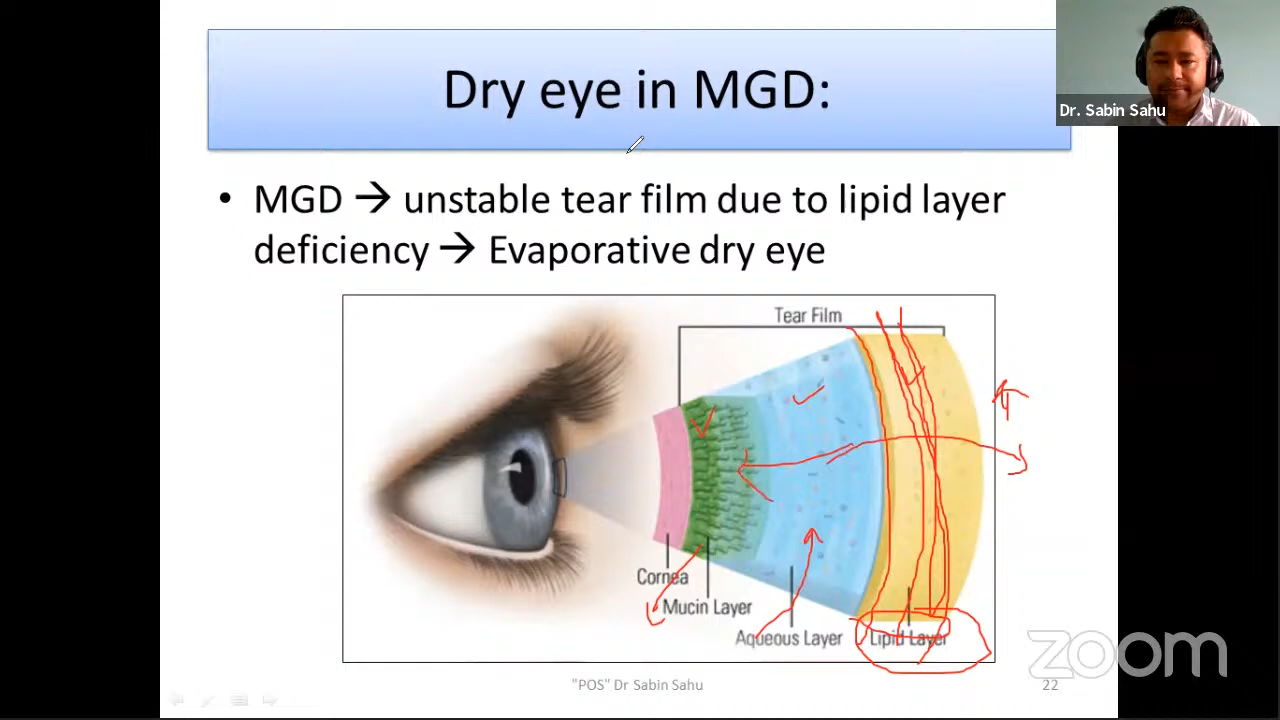 Dry eye in MGD:
Dr. Sabin Sahu
• MGD → unstable tear film due to lipid layer
deficiency → Evaporative dry eye
Tear Film
Cornea
Mucin Layer
Aqueous Layer
Lipid Layer
"POS" Dr Sabin Sahu
22
zoom